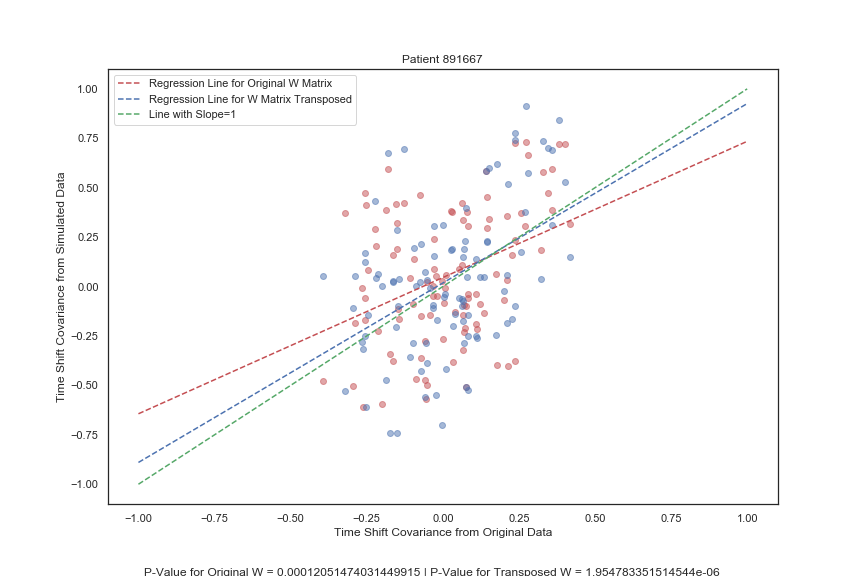 Patient 891667
Regression Line for Original W Matrix
Regression Line for W Matrix Transposed
Line with Slope=1
1.00
0.75
0.50
0.25
0.00
−0.25
−0.50
−0.75
−1.00
Time Shift Covariance from Simulated Data
−1.00 −0.75 −0.50 −0.25 0.00 0.25 0.50 0.75 1.00
Time Shift Covariance from Original Data
P-Value for Original W = 0.00012051474031449915 | P-Value for Transposed W = 1.954783351514544e-06